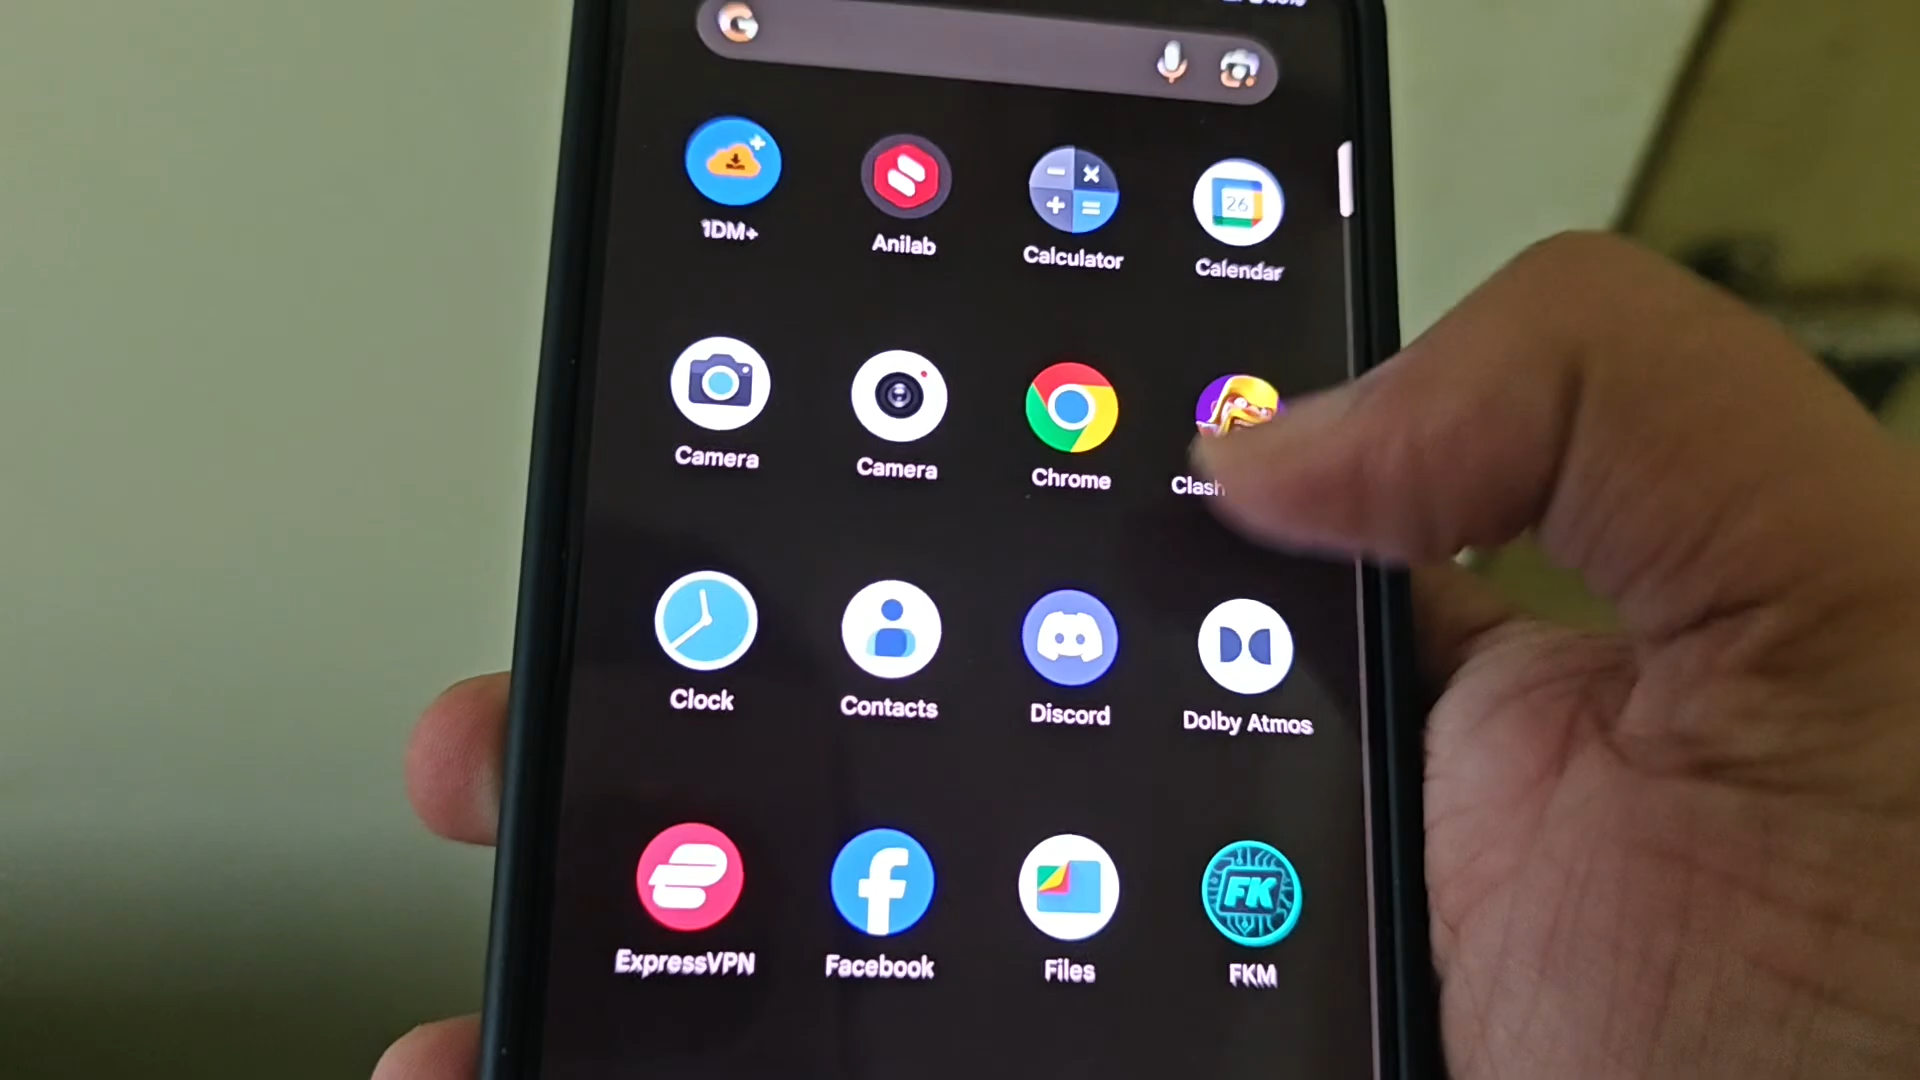 1DM+
Anilab
Calculator
26
Calendar
Camera
Camera
Chrome
Clash
Clock
Contacts
Discord
Dolby Atmos
ExpressVPN
Facebook
Files
FK
FKM